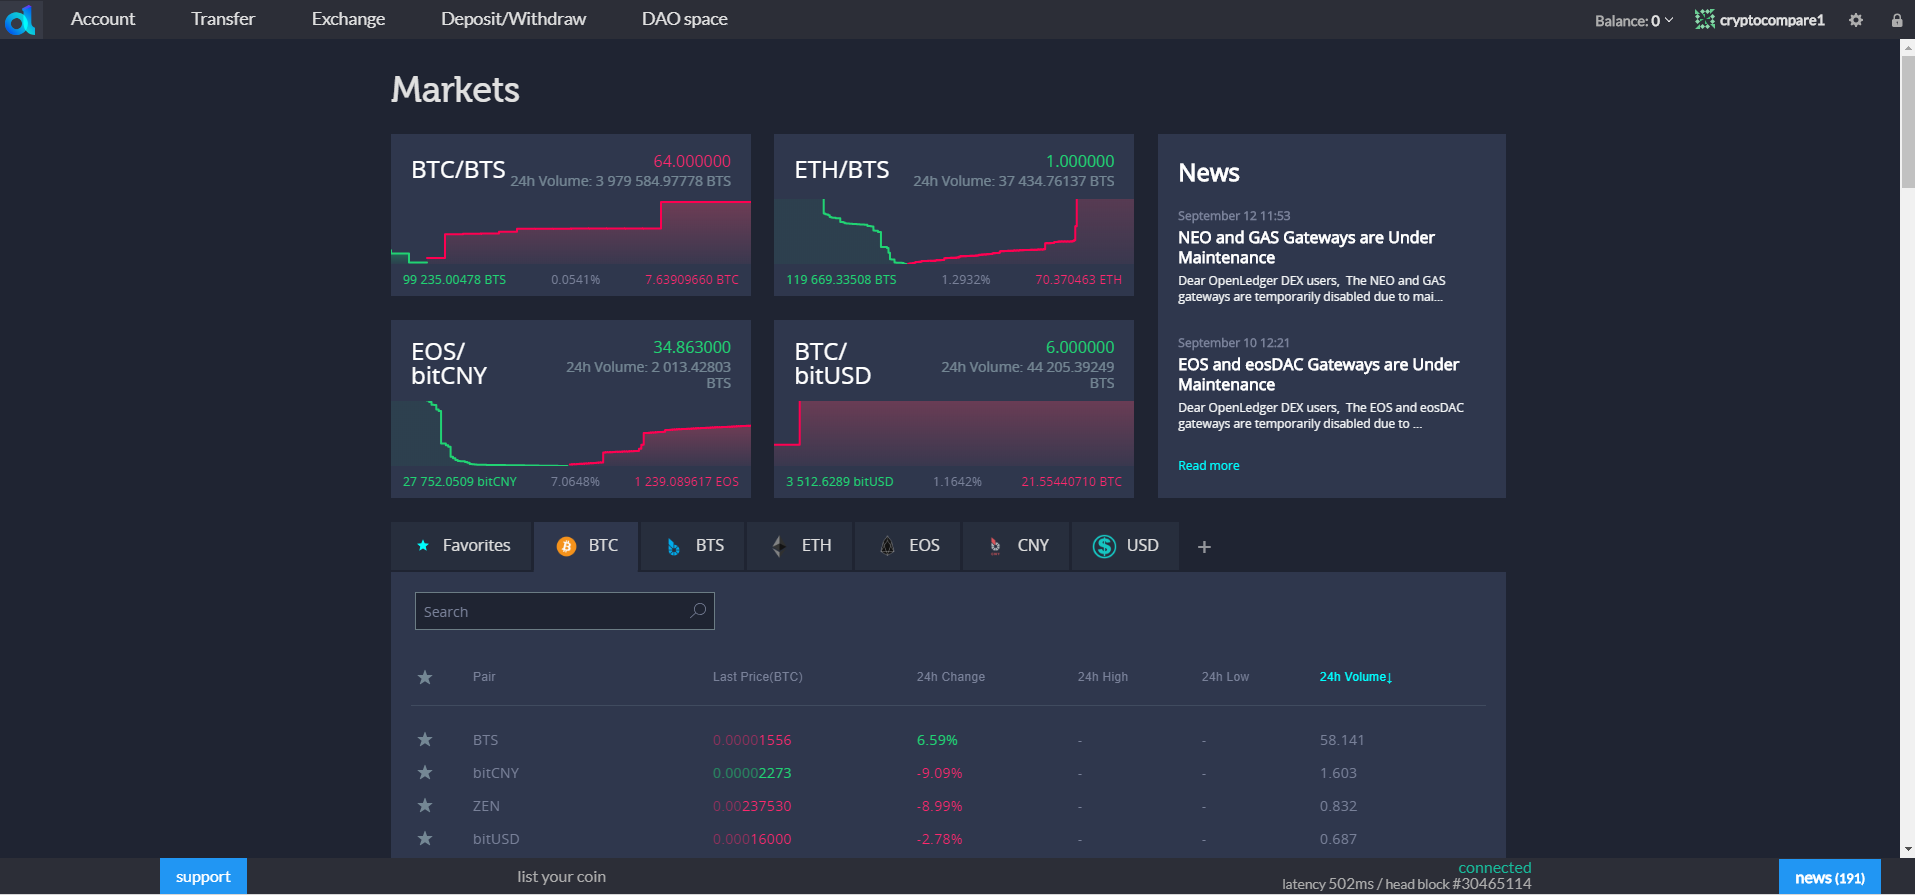 Account Transfer Exchange Deposit/Withdraw DAO space Balance: 0 cryptocompare1
Markets
BTC/BTS 64.000000
24h Volume: 3 979 584.97778 BTS
99 235.00478 BTS 0.0541% 7.63909660 BTC
ETH/BTS 1.000000
24h Volume: 37 434.76137 BTS
119 669.33508 BTS 1.2932% 70.370463 ETH
EOS/
bitCNY
34.863000
24h Volume: 2 013.42803
BTS
27 752.0509 bitCNY 7.0648% 1 239.089617 EOS
BTC/
bitUSD
6.000000
24h Volume: 44 205.39249
BTS
3 512.6289 bitUSD 1.1642% 21.55440710 BTC
News
September 12 11:53
NEO and GAS Gateways are Under
Maintenance
Dear OpenLedger DEX users, The NEO and GAS
gateways are temporarily disabled due to mai...
September 10 12:21
EOS and eosDAC Gateways are Under
Maintenance
Dear OpenLedger DEX users, The EOS and eosDAC
gateways are temporarily disabled due to ...
Read more
Favorites BTC BTS ETH EOS CNY USD +
Search
Pair Last Price(BTC) 24h Change 24h High 24h Low 24h Volume↓
BTS 0.00001556 6.59% - - 58.141
bitCNY 0.00002273 -9.09% - - 1.603
ZEN 0.00237530 -8.99% - - 0.832
bitUSD 0.00016000 -2.78% - - 0.687
support list your coin
connected
latency 502ms / head block #30465114
news (191)